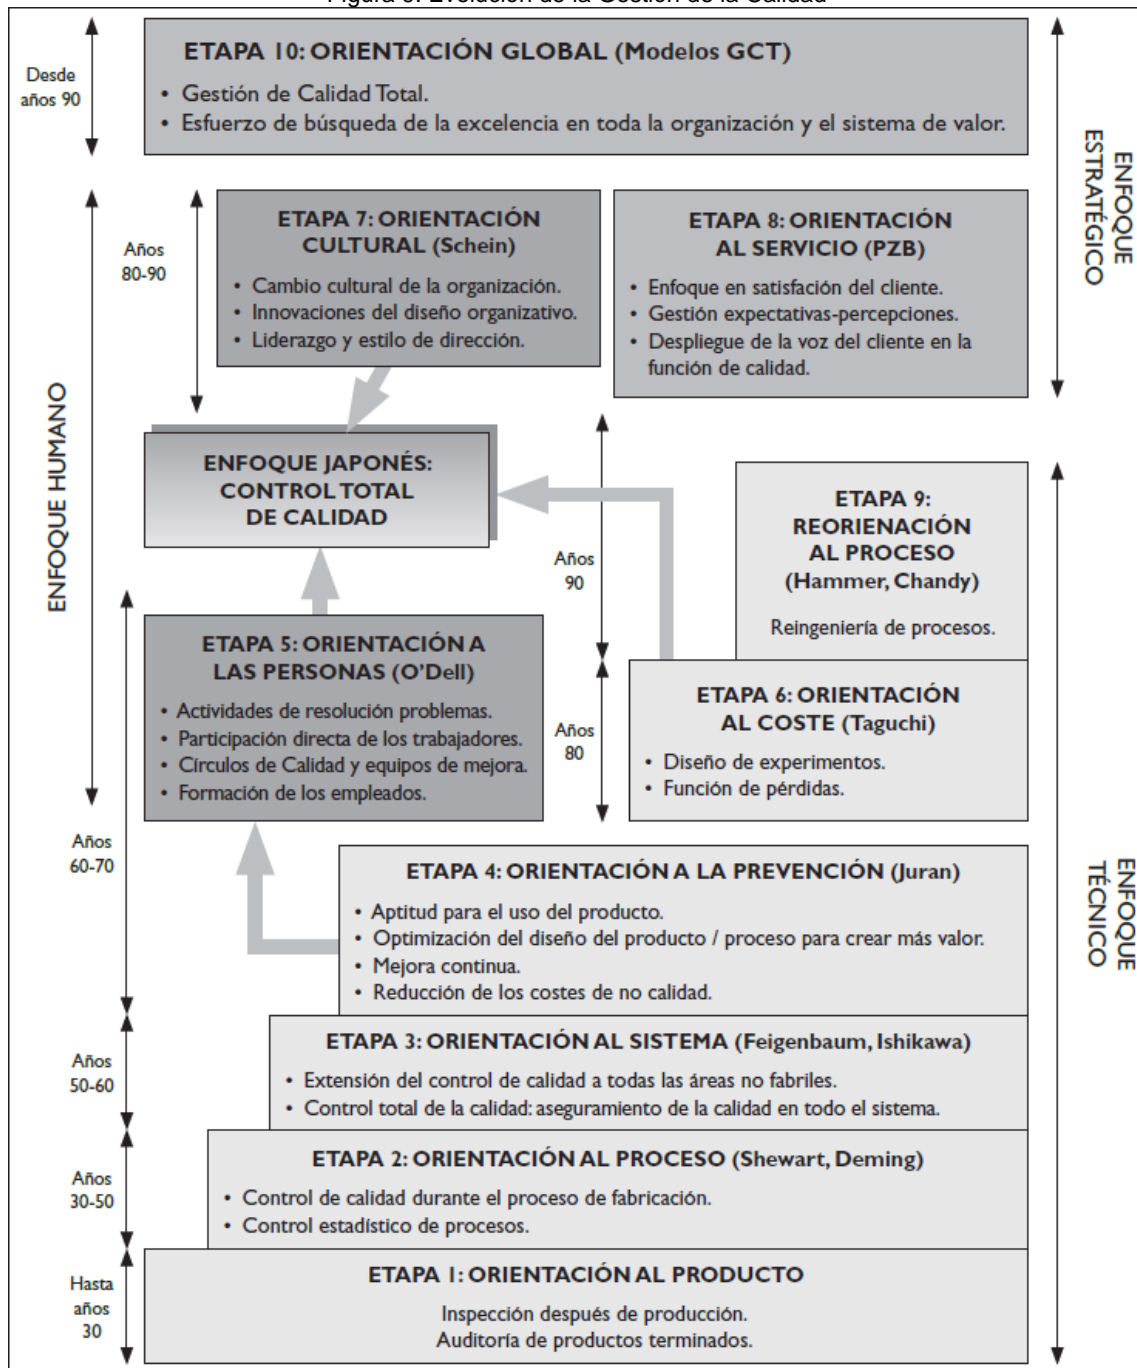 Figura 3. Evolución de la Gestión de la Calidad
Desde
años 90
ETAPA 10: ORIENTACIÓN GLOBAL (Modelos GCT)
• Gestión de Calidad Total.
• Esfuerzo de búsqueda de la excelencia en toda la organización y el sistema de valor.
ENFOQUE
ESTRATÉGICO
ENFOQUE HUMANO
Años
80-90
ETAPA 7: ORIENTACIÓN
CULTURAL (Schein)
• Cambio cultural de la organización.
• Innovaciones del diseño organizativo.
• Liderazgo y estilo de dirección.
ETAPA 8: ORIENTACIÓN
AL SERVICIO (PZB)
• Enfoque en satisfacción del cliente.
• Gestión expectativas-percepciones.
• Despliegue de la voz del cliente en la
función de calidad.
ENFOQUE JAPONÉS:
CONTROL TOTAL
DE CALIDAD
Años
90
ETAPA 9:
REORIENACIÓN
AL PROCESO
(Hammer, Chandy)
Reingeniería de procesos.
ETAPA 5: ORIENTACIÓN A
LAS PERSONAS (O’Dell)
• Actividades de resolución problemas.
• Participación directa de los trabajadores.
• Círculos de Calidad y equipos de mejora.
• Formación de los empleados.
Años
80
ETAPA 6: ORIENTACIÓN
AL COSTE (Taguchi)
• Diseño de experimentos.
• Función de pérdidas.
Años
60-70
ETAPA 4: ORIENTACIÓN A LA PREVENCIÓN (Juran)
• Aptitud para el uso del producto.
• Optimización del diseño del producto / proceso para crear más valor.
• Mejora continua.
• Reducción de los costes de no calidad.
ENFOQUE
TÉCNICO
Años
50-60
ETAPA 3: ORIENTACIÓN AL SISTEMA (Feigenbaum, Ishikawa)
• Extensión del control de calidad a todas las áreas no fabriles.
• Control total de la calidad: aseguramiento de la calidad en todo el sistema.
Años
30-50
ETAPA 2: ORIENTACIÓN AL PROCESO (Shewart, Deming)
• Control de calidad durante el proceso de fabricación.
• Control estadístico de procesos.
Hasta
años
30
ETAPA 1: ORIENTACIÓN AL PRODUCTO
Inspección después de producción.
Auditoría de productos terminados.